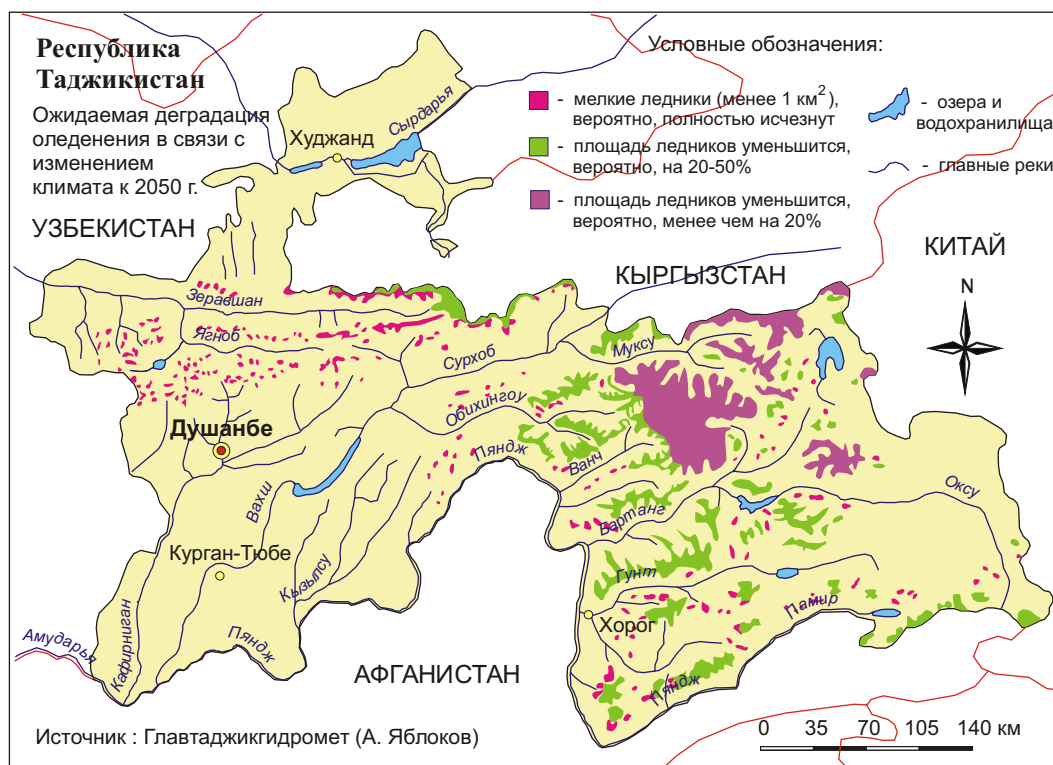 Республика
Таджикистан
Ожидаемая деградация
оледенения в связи с
изменением
климата к 2050 г.
Условные обозначения:
- мелкие ледники (менее 1 км²),
вероятно, полностью исчезнут
- площадь ледников уменьшится,
вероятно, на 20-50%
- площадь ледников уменьшится,
вероятно, менее чем на 20%
- озера и
водохранилища
- главные реки
Худжанд
Сырдарья
УЗБЕКИСТАН
КЫРГЫЗСТАН
КИТАЙ
N
Зеравшан
Ягноб
Сурхоб
Муксу
Обихингоу
Душанбе
Пяндж
Ванч
Вахш
Бартанг
Оксу
Курган-Тюбе
Кызылсу
Гунт
Памир
Хорог
Кафирниган
Амударья
Пяндж
АФГАНИСТАН
Пяндж
Источник : Главтаджикгидромет (А. Яблоков)
0 35 70 105 140 км